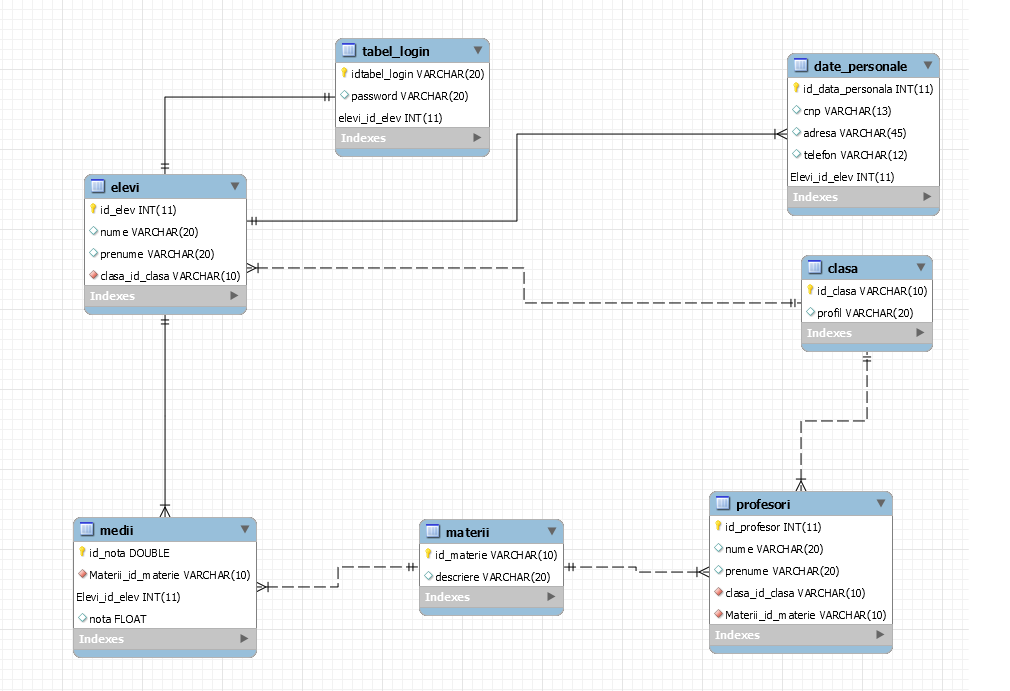 tabel_login
idtabel_login VARCHAR(20)
password VARCHAR(20)
elevi_id_elev INT(11)
Indexes
date_personale
id_data_personala INT(11)
cnp VARCHAR(13)
adresa VARCHAR(45)
telefon VARCHAR(12)
Elevi_id_elev INT(11)
Indexes
elevi
id_elev INT(11)
nume VARCHAR(20)
prenume VARCHAR(20)
clasa_id_clasa VARCHAR(10)
Indexes
clasa
id_clasa VARCHAR(10)
profil VARCHAR(20)
Indexes
medii
id_nota DOUBLE
Materii_id_materie VARCHAR(10)
Elevi_id_elev INT(11)
nota FLOAT
Indexes
materii
id_materie VARCHAR(10)
descriere VARCHAR(20)
Indexes
profesori
id_profesor INT(11)
nume VARCHAR(20)
prenume VARCHAR(20)
clasa_id_clasa VARCHAR(10)
Materii_id_materie VARCHAR(10)
Indexes